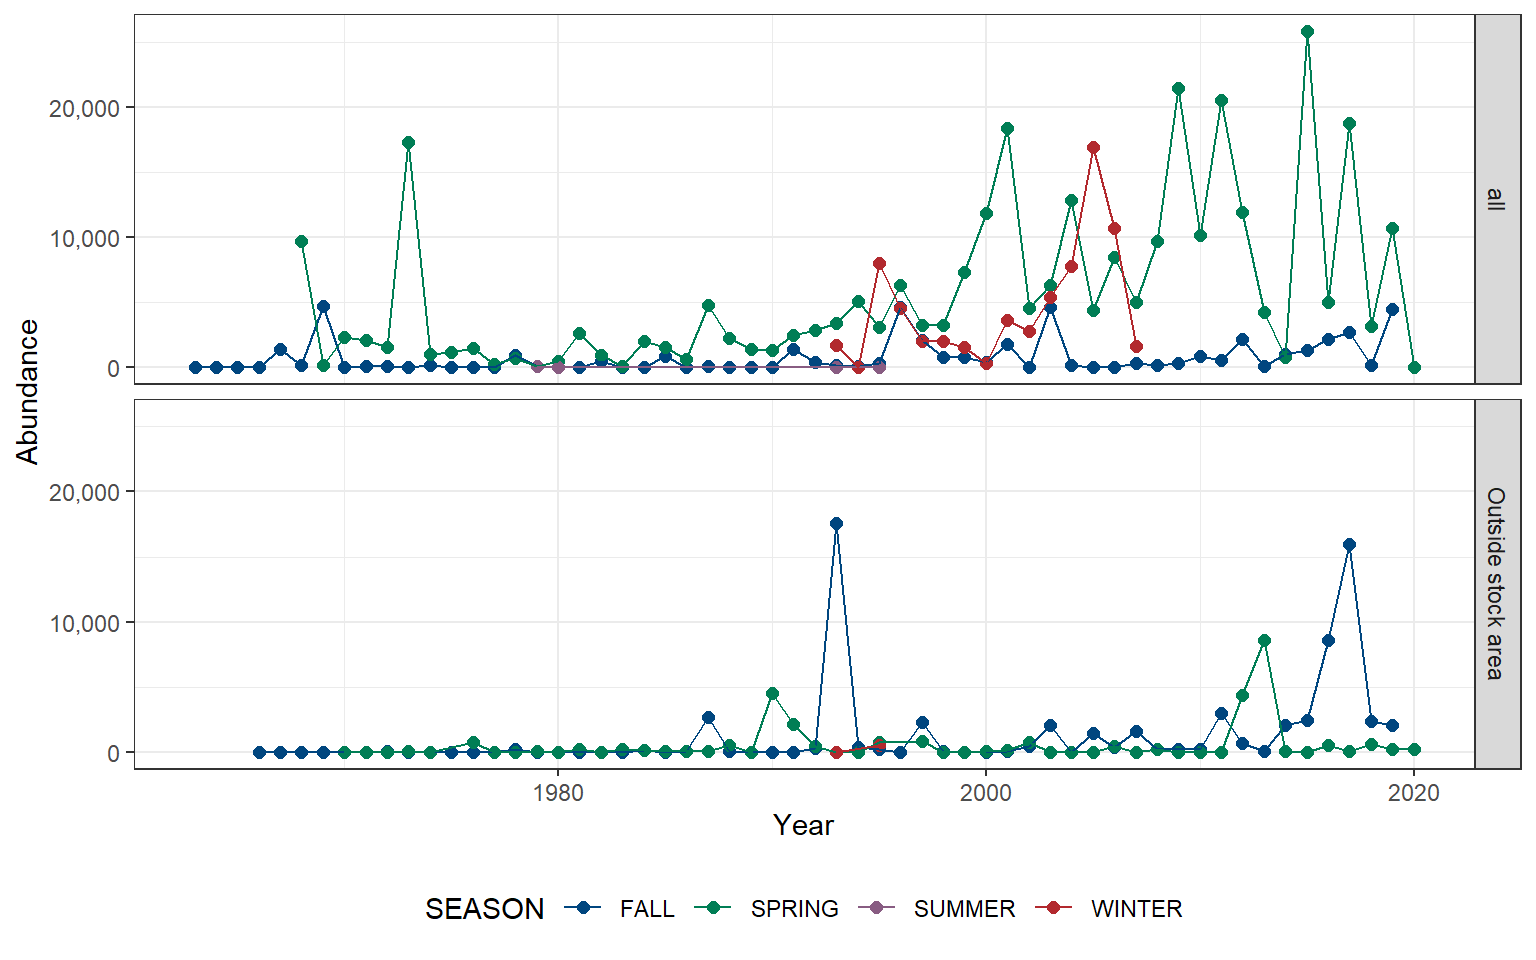 Abundance
20,000
10,000
0
all
20,000
10,000
0
Outside stock area
1980 2000 2020
Year
SEASON FALL SPRING SUMMER WINTER